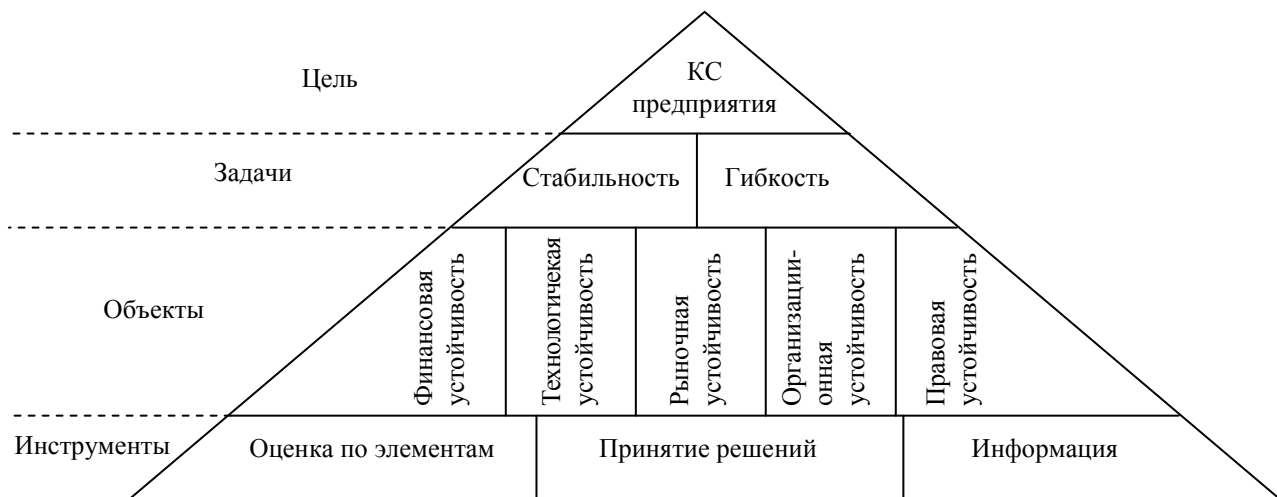 Цель
КС
предприятия
Задачи
Стабильность
Гибкость
Объекты
Финансовая
устойчивость
Технологичекая
устойчивость
Рыночная
устойчивость
Организаци-
онная
устойчивость
Правовая
устойчивость
Инструменты
Оценка по элементам
Принятие решений
Информация